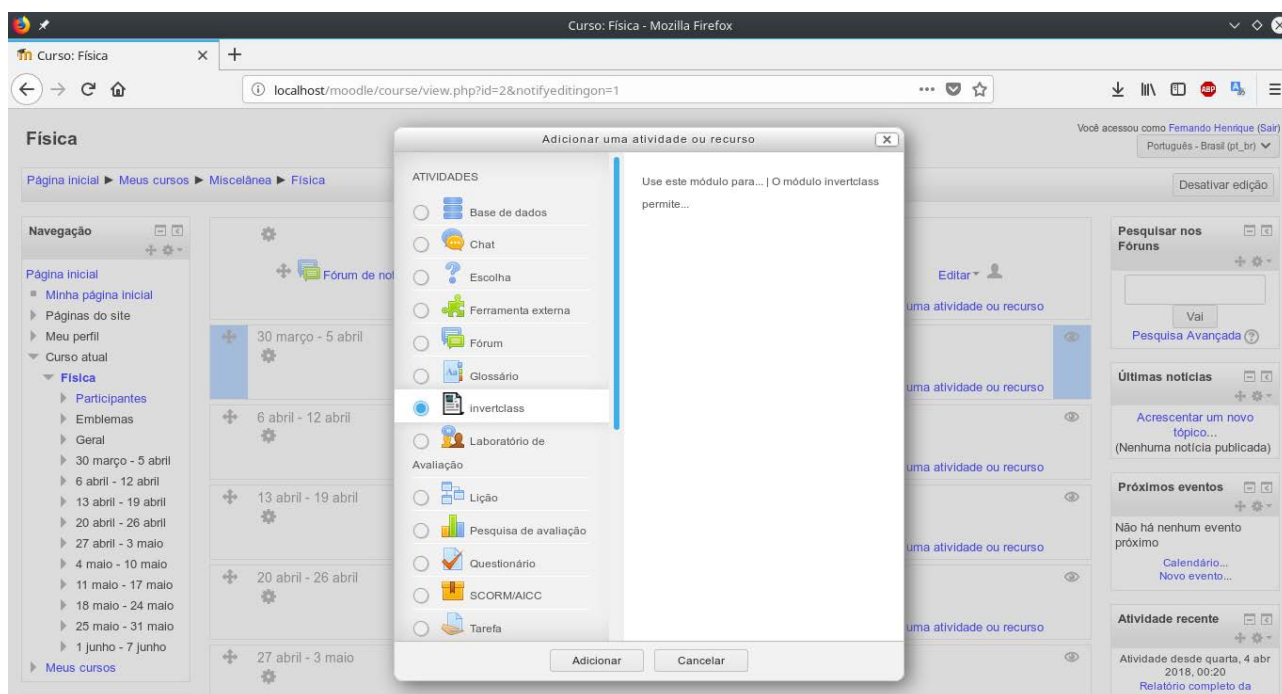 Curso: Física - Mozilla Firefox
Curso: Física
localhost/moodle/course/view.php?id=2&notifyeditingon=1
ABP
Física
Você acessou como Fernando Henrique (Sair)
Português - Brasil (pt_br)
Página inicial ▶ Meus cursos ▶ Miscelânea ▶ Física
Desativar edição
Navegação
Página inicial
Minha página inicial
Páginas do site
Meu perfil
Curso atual
Física
Participantes
Emblemas
Geral
30 março - 5 abril
6 abril - 12 abril
13 abril - 19 abril
20 abril - 26 abril
27 abril - 3 maio
4 maio - 10 maio
11 maio - 17 maio
18 maio - 24 maio
25 maio - 31 maio
1 junho - 7 junho
Meus cursos
Fórum de not
Editar
uma atividade ou recurso
30 março - 5 abril
uma atividade ou recurso
6 abril - 12 abril
uma atividade ou recurso
13 abril - 19 abril
uma atividade ou recurso
20 abril - 26 abril
uma atividade ou recurso
27 abril - 3 maio
Adicionar uma atividade ou recurso
ATIVIDADES
Base de dados
Chat
Escolha
Ferramenta externa
Fórum
Glossário
invertclass
Laboratório de
Avaliação
Lição
Pesquisa de avaliação
Questionário
SCORM/AICC
Tarefa
Use este módulo para... | O módulo invertclass
permite...
Adicionar
Cancelar
Pesquisar nos
Fóruns
Vai
Pesquisa Avançada
Últimas notícias
Acrescentar um novo
tópico...
(Nenhuma notícia publicada)
Próximos eventos
Não há nenhum evento
próximo
Calendário...
Novo evento...
Atividade recente
Atividade desde quarta, 4 abr
2018, 00:20
Relatório completo da